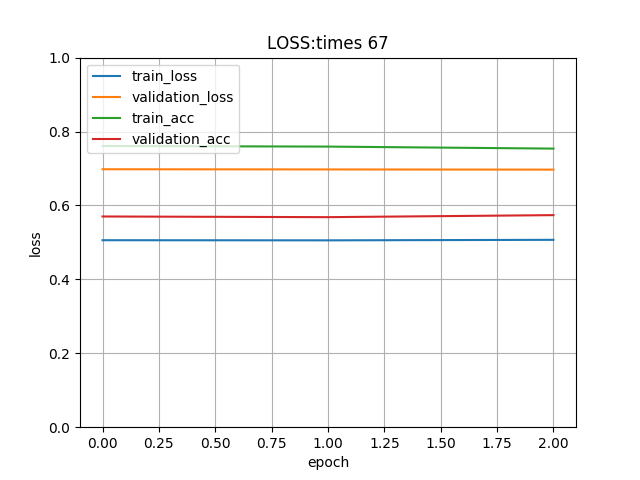 LOSS:times 67
1.0
0.8
0.6
0.4
0.2
0.0
loss
train_loss
validation_loss
train_acc
validation_acc
0.00 0.25 0.50 0.75 1.00 1.25 1.50 1.75 2.00
epoch